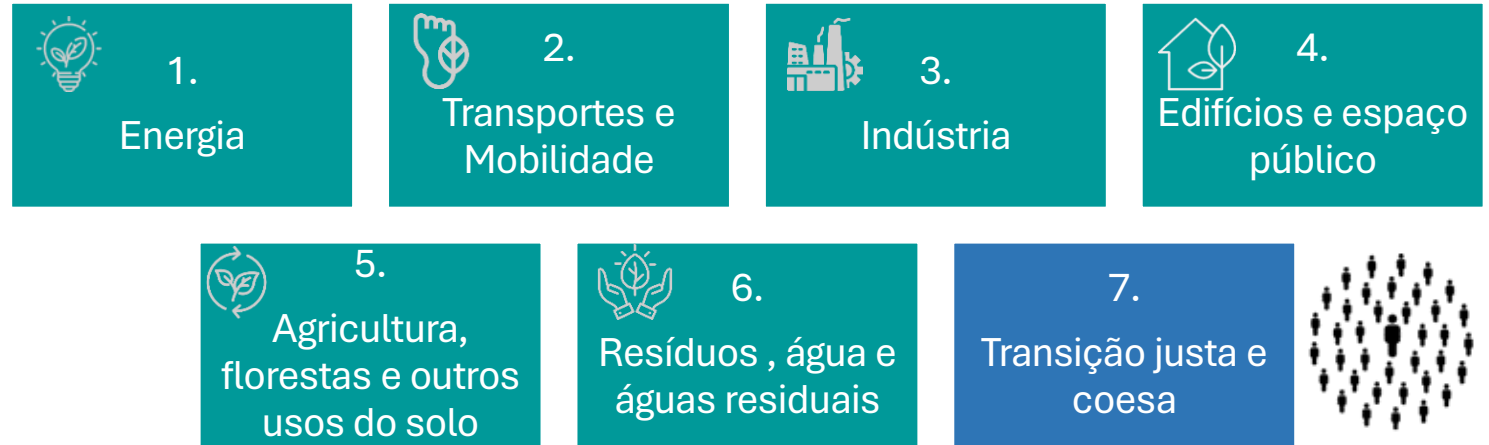 1.
Energia
2.
Transportes e
Mobilidade
3.
Indústria
4.
Edifícios e espaço
público
5.
Agricultura,
florestas e outros
usos do solo
6.
Resíduos , água e
águas residuais
7.
Transição justa e
coesa